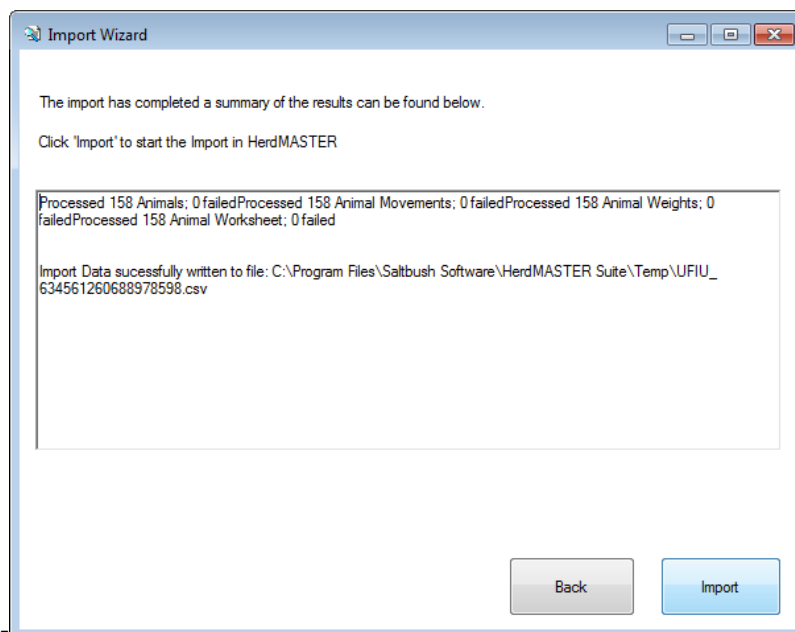 Import Wizard
The import has completed a summary of the results can be found below.
Click 'Import' to start the Import in HerdMASTER
Processed 158 Animals; 0 failedProcessed 158 Animal Movements; 0 failedProcessed 158 Animal Weights; 0
failedProcessed 158 Animal Worksheet; 0 failed
Import Data sucessfully written to file: C:\Program Files\Saltbush Software\HerdMASTER Suite\Temp\UFIU_
634561260688978598.csv
Back
Import